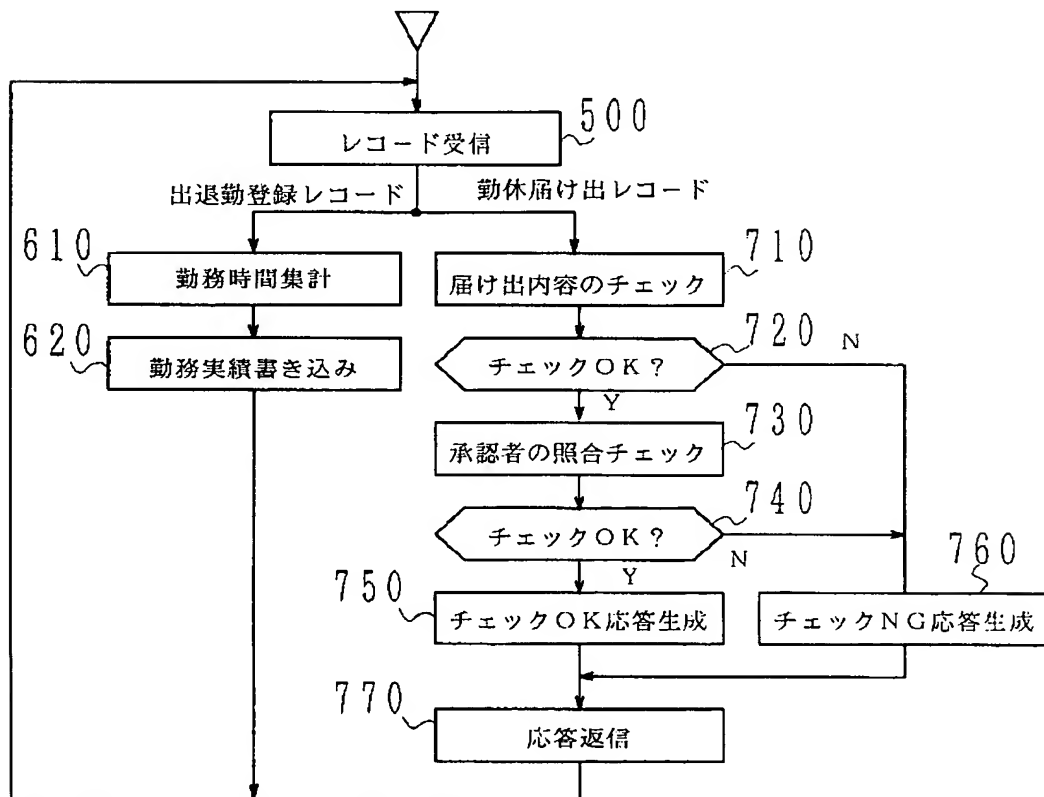 500
レコード受信
出退勤登録レコード
勤休届け出レコード
610
勤務時間集計
710
届け出内容のチェック
620
勤務実績書き込み
720
チェックOK?
N
Y
730
承認者の照合チェック
740
チェックOK?
N
Y
750
チェックOK応答生成
760
チェックNG応答生成
770
応答返信